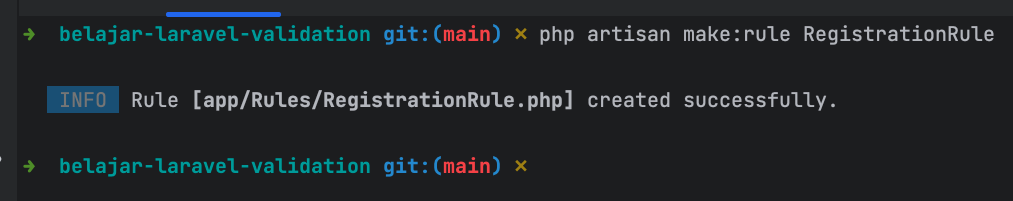 ➜ belajar-laravel-validation git:(main) ✗ php artisan make:rule RegistrationRule
INFO Rule [app/Rules/RegistrationRule.php] created successfully.
➜ belajar-laravel-validation git:(main) ✗